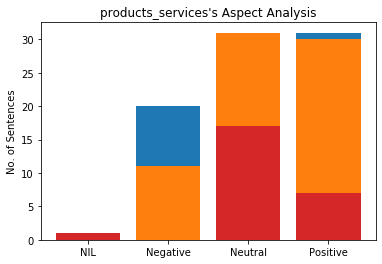 products_services's Aspect Analysis
No. of Sentences
30
25
20
15
10
5
0
NIL Negative Neutral Positive